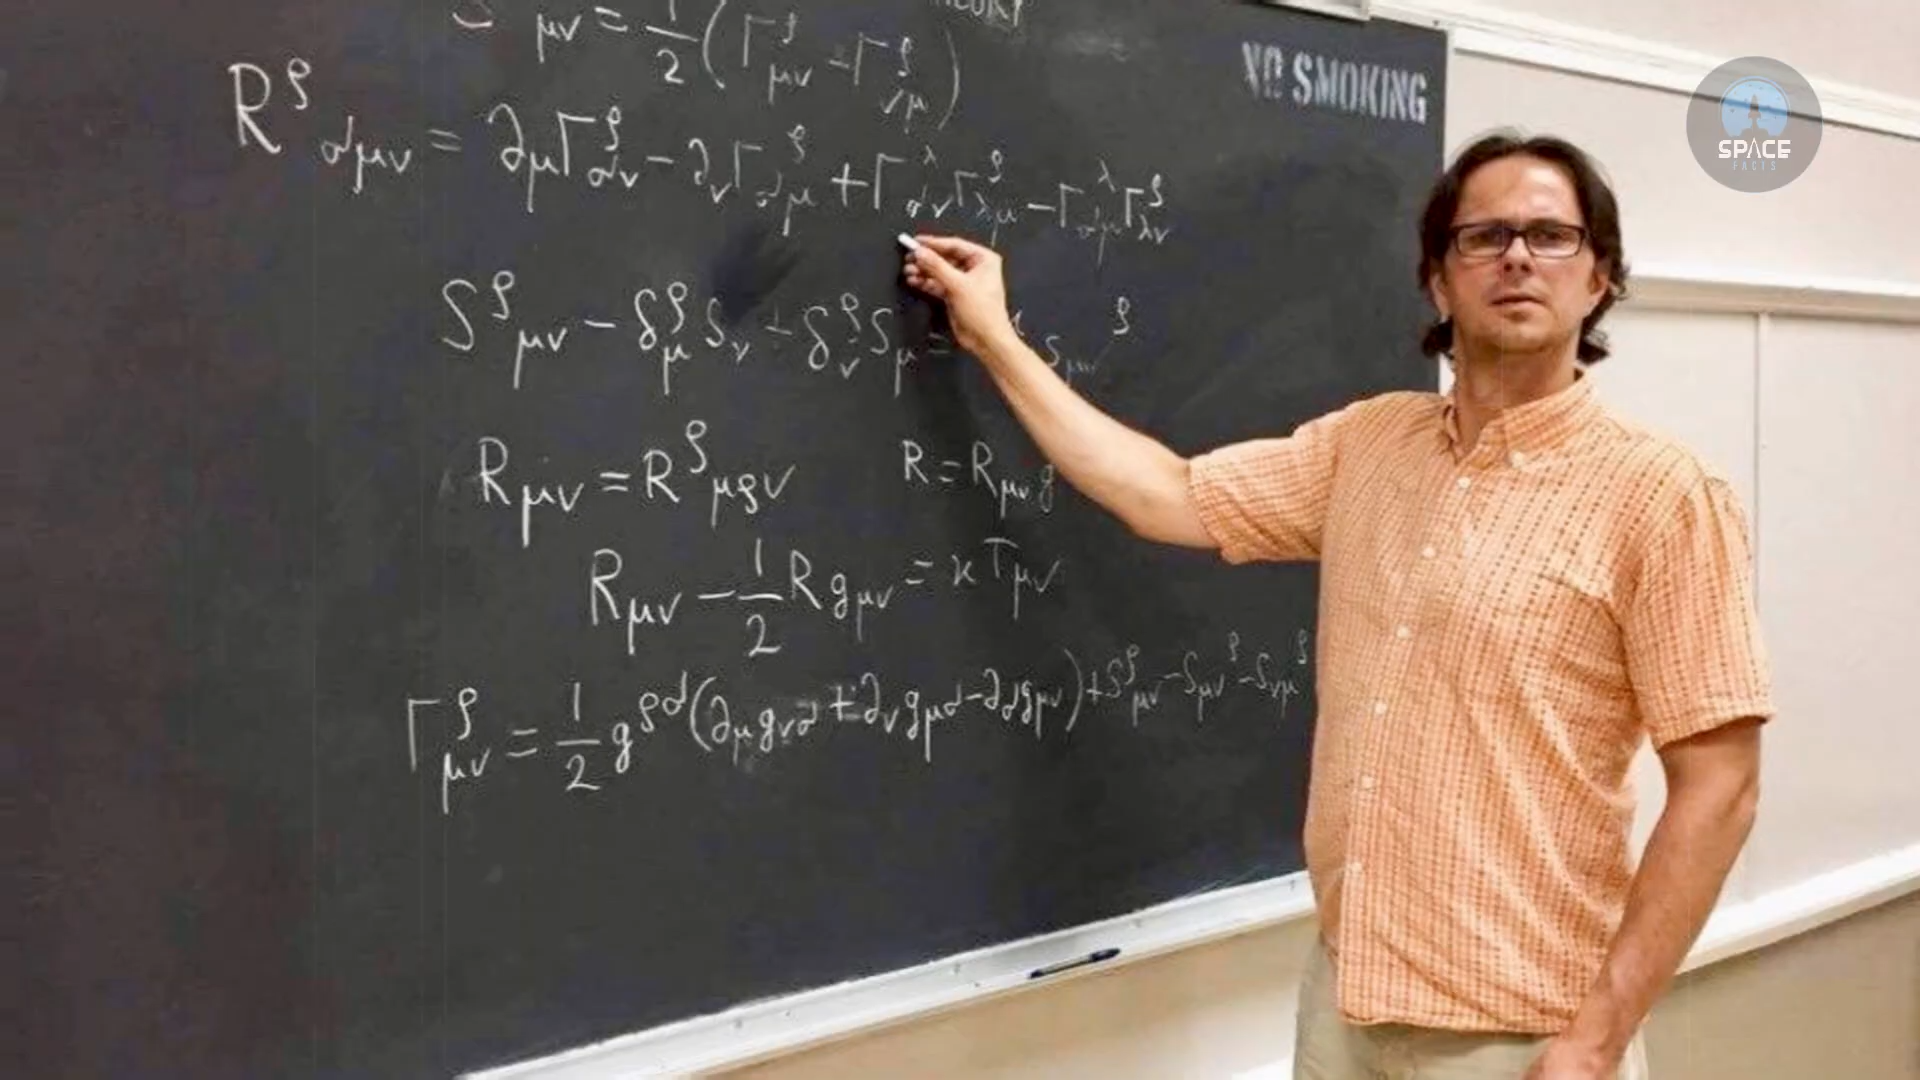 μν = 1/2 (Γ^ρ_μν - Γ^ρ_νμ)
NO SMOKING
SPACE
FACTS
R^ρ_σμν = ∂_μ Γ^ρ_σν - ∂_ν Γ^ρ_σμ + Γ^λ_σν Γ^ρ_λμ - Γ^λ_σμ Γ^ρ_λν
S^ρ_μν - δ^ρ_μ S_ν + δ^ρ_ν S_μ =
R_μν = R^ρ_μρν R = R_μν g
R_μν - 1/2 R g_μν = κ T_μν
Γ^ρ_μν = 1/2 g^ρσ (∂_μ g_νσ + ∂_ν g_μσ - ∂_σ g_μν) + S^ρ_μν - S_μν^ρ - S_νμ^ρ